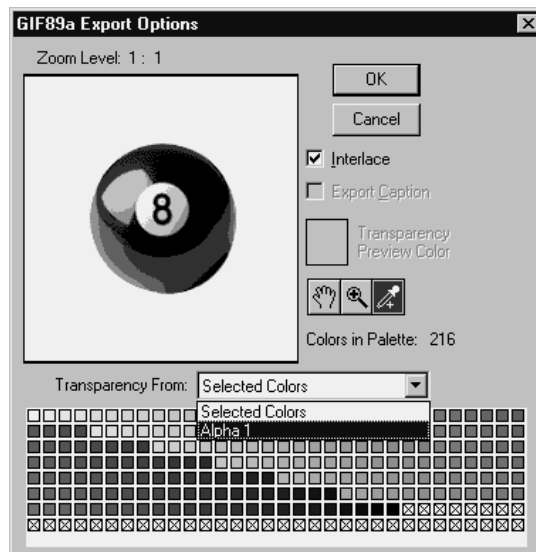 GIF89a Export Options
Zoom Level: 1 : 1
OK
Cancel
Interlace
Export Caption
Transparency
Preview Color
8
Colors in Palette: 216
Transparency From: Selected Colors
Selected Colors
Alpha 1